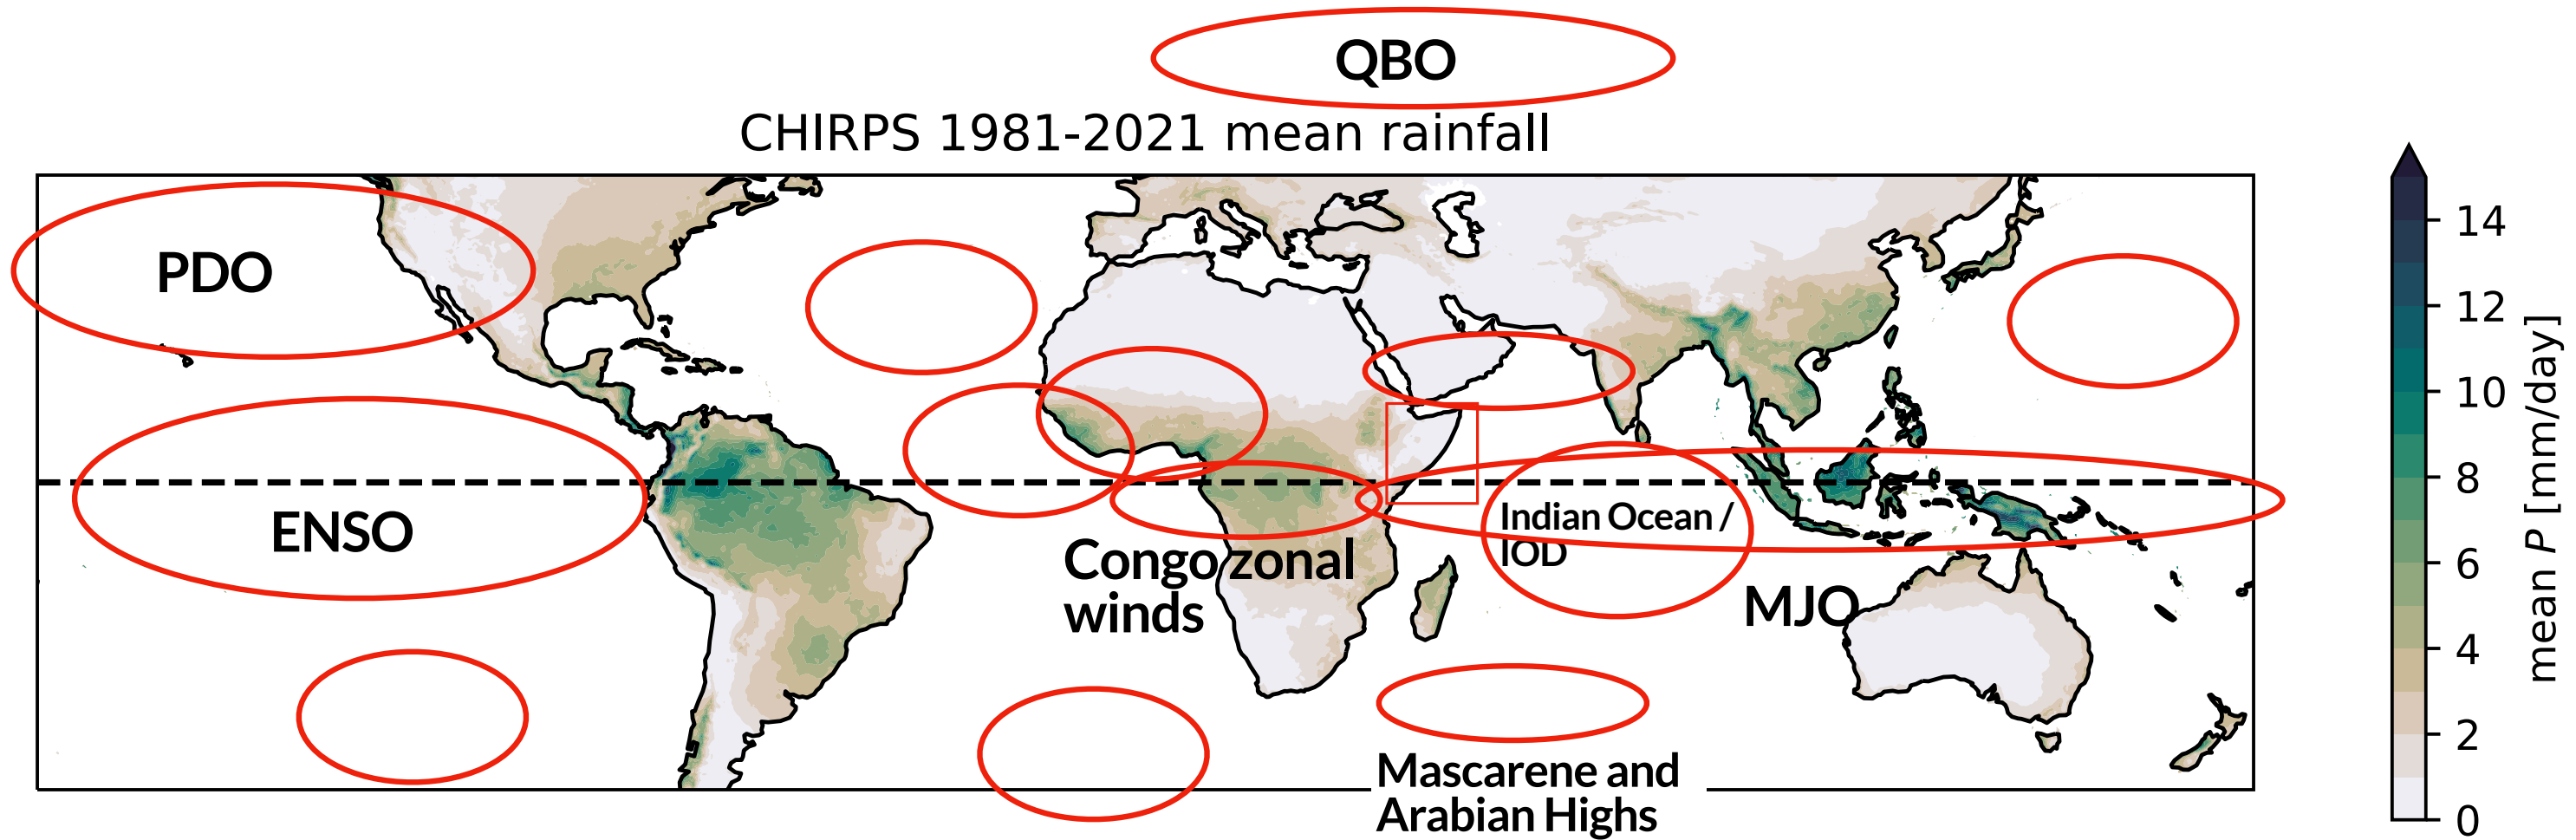 QBO
CHIRPS 1981-2021 mean rainfall
PDO
ENSO
Congo zonal
winds
Indian Ocean /
IOD
MJO
Mascarene and
Arabian Highs
14
12
10
8
6
4
2
0
mean P [mm/day]